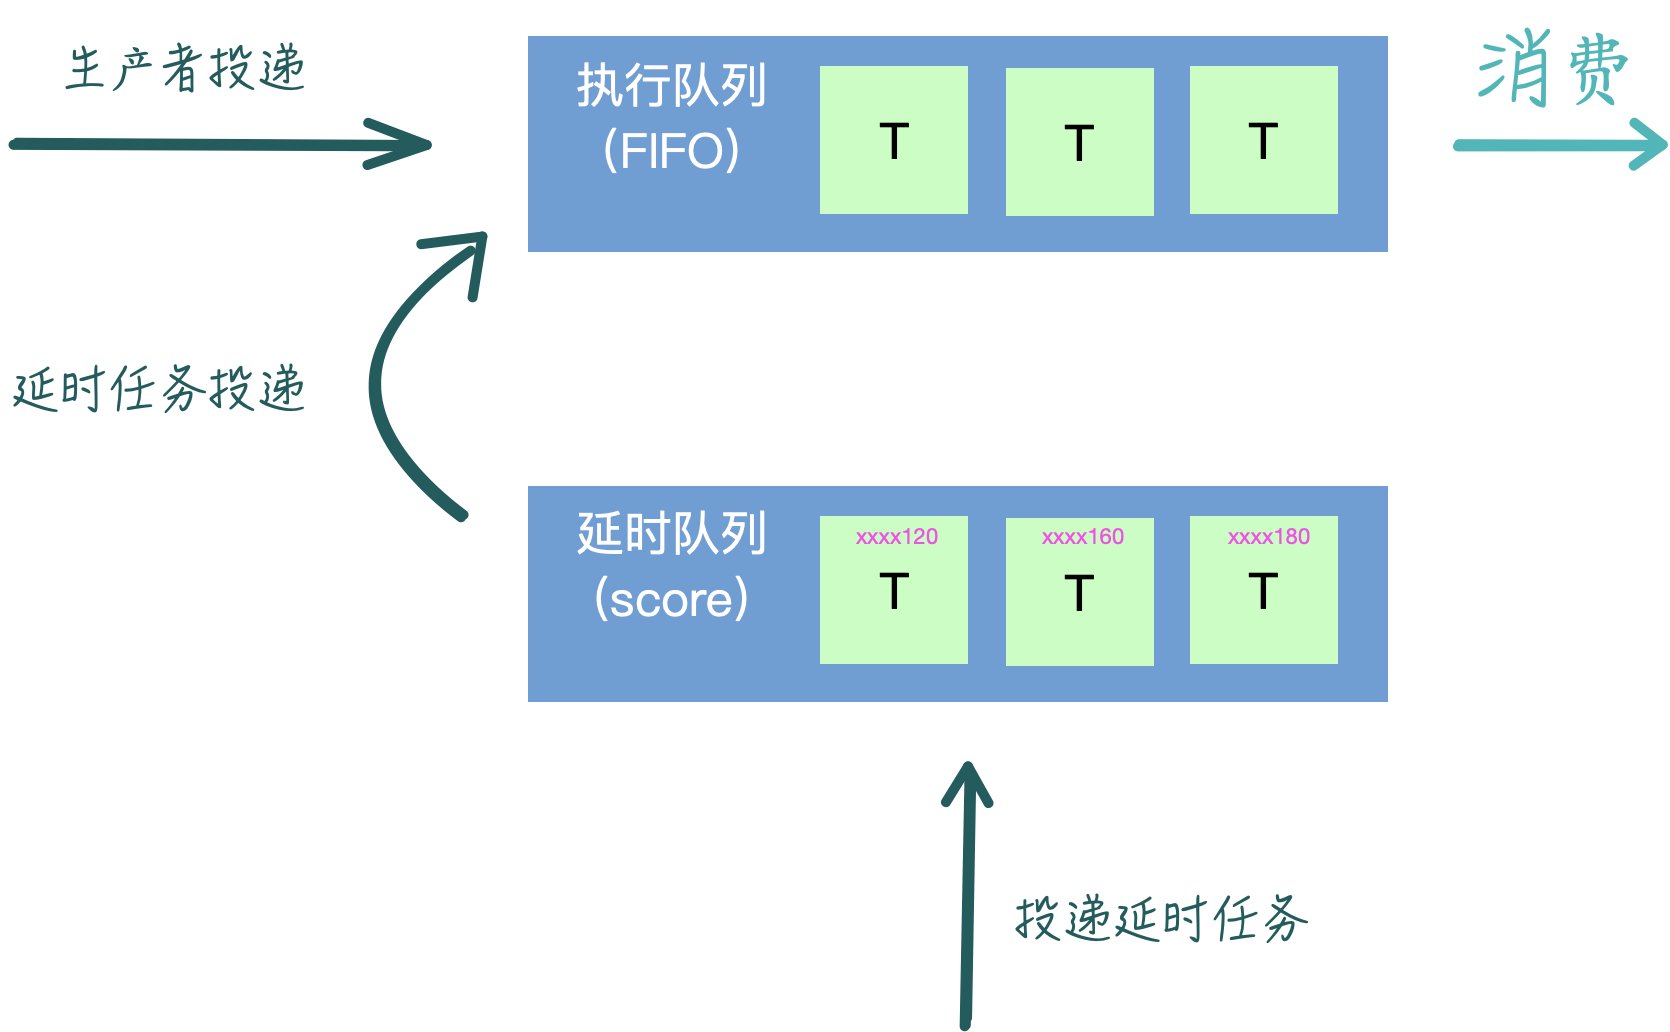 生产者投递
执行队列
(FIFO)
T
T
T
消费
延时任务投递
延时队列
(score)
xxxx120
T
xxxx160
T
xxxx180
T
投递延时任务